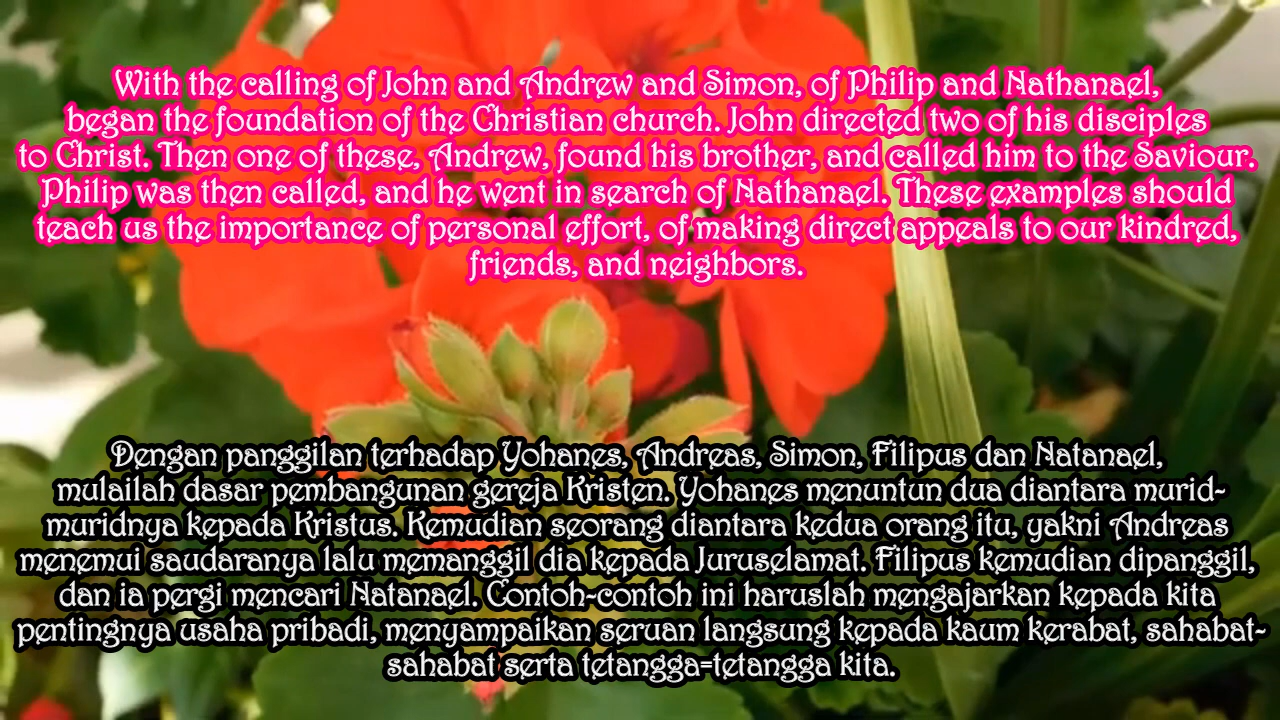 With the calling of John and Andrew and Simon, of Philip and Nathanael,
began the foundation of the Christian church. John directed two of his disciples
to Christ. Then one of these, Andrew, found his brother, and called him to the Saviour.
Philip was then called, and he went in search of Nathanael. These examples should
teach us the importance of personal effort, of making direct appeals to our kindred,
friends, and neighbors.
Dengan panggilan terhadap Yohanes, Andreas, Simon, Filipus dan Natanael,
mulailah dasar pembangunan gereja Kristen. Yohanes menuntun dua diantara murid-
muridnya kepada Kristus. Kemudian seorang diantara kedua orang itu, yakni Andreas
menemui saudaranya lalu memanggil dia kepada Juruselamat. Filipus kemudian dipanggil,
dan ia pergi mencari Natanael. Contoh-contoh ini haruslah mengajarkan kepada kita
pentingnya usaha pribadi, menyampaikan seruan langsung kepada kaum kerabat, sahabat-
sahabat serta tetangga=tetangga kita.